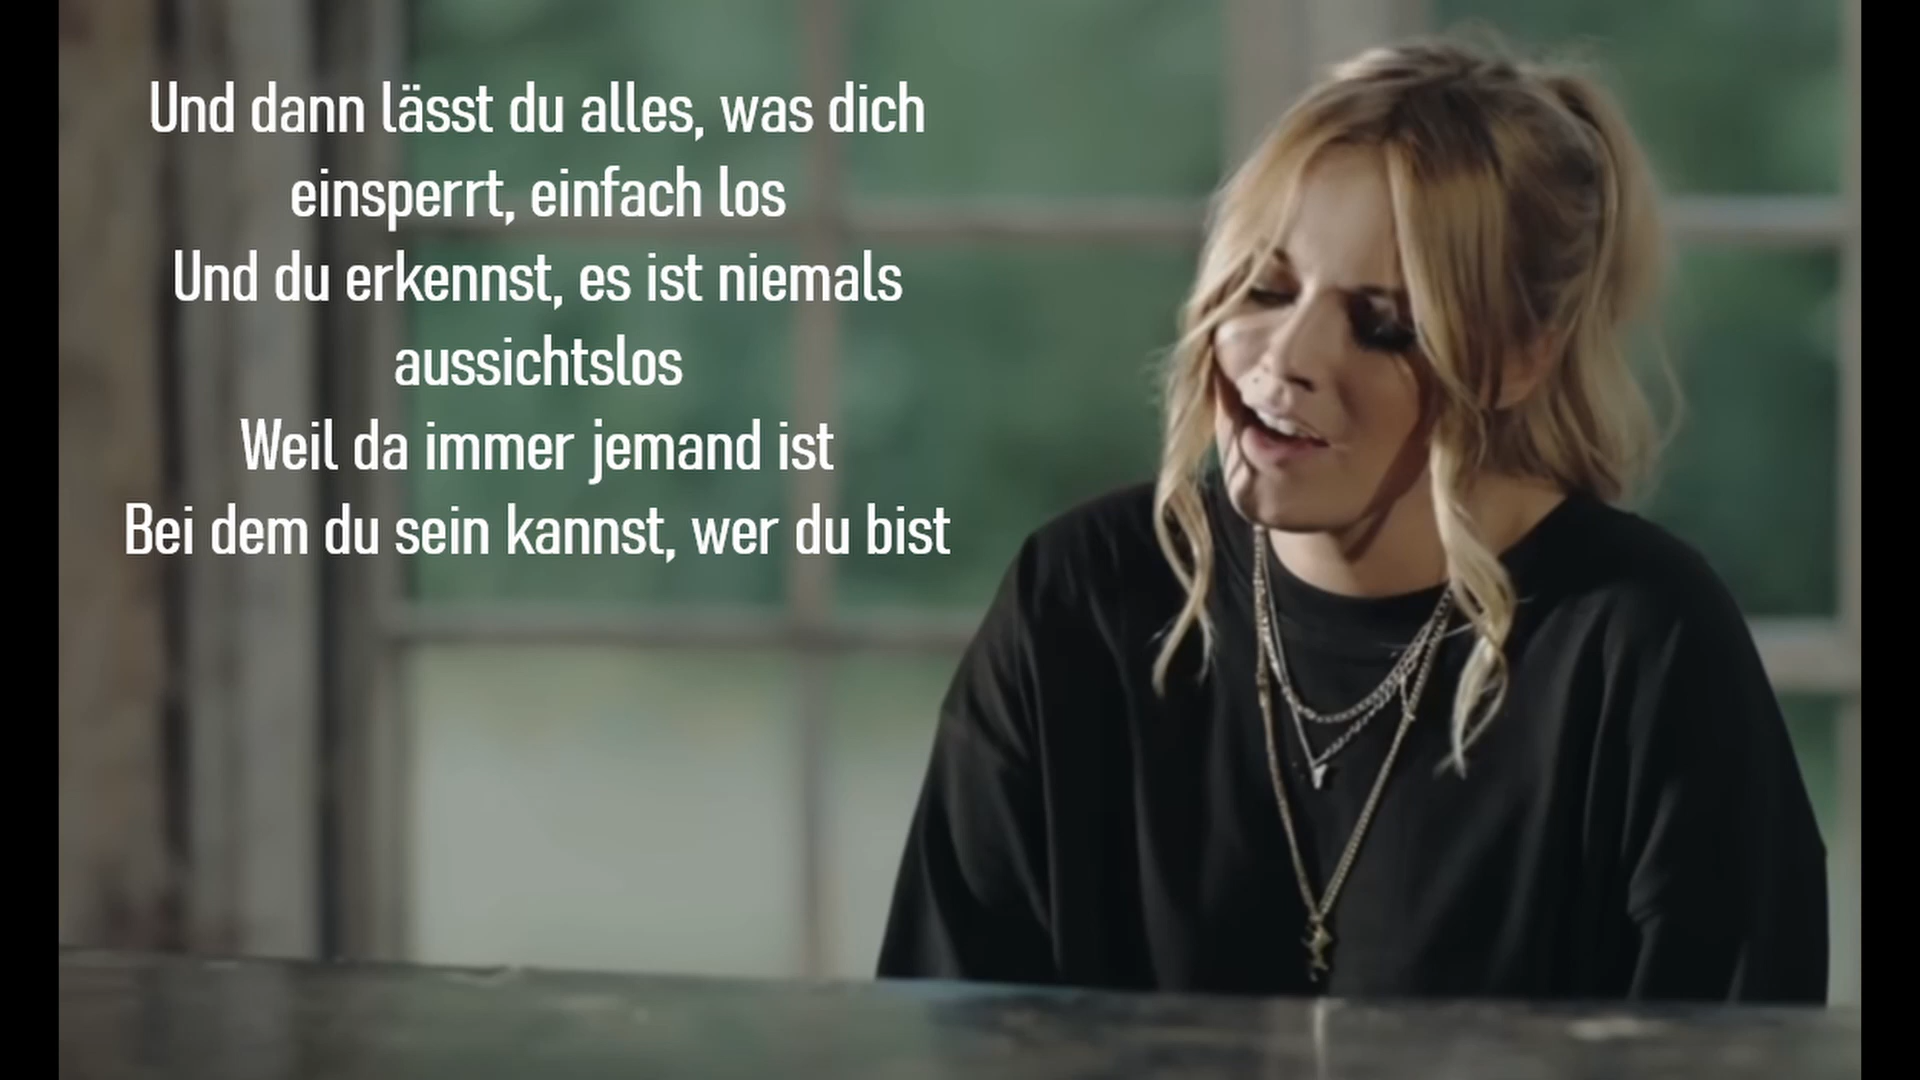 Und dann lässt du alles, was dich
einsperrt, einfach los
Und du erkennst, es ist niemals
aussichtslos
Weil da immer jemand ist
Bei dem du sein kannst, wer du bist